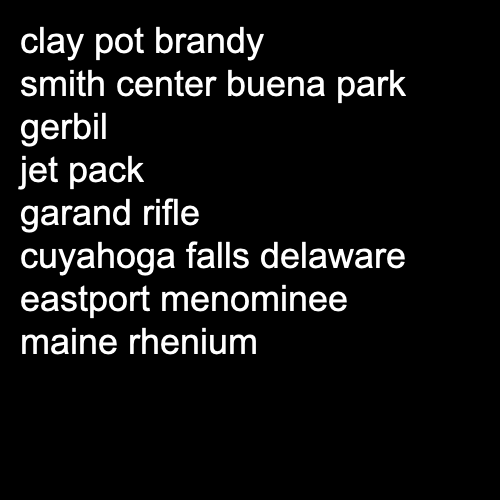 clay pot brandy
smith center buena park
gerbil
jet pack
garand rifle
cuyahoga falls delaware
eastport menominee
maine rhenium